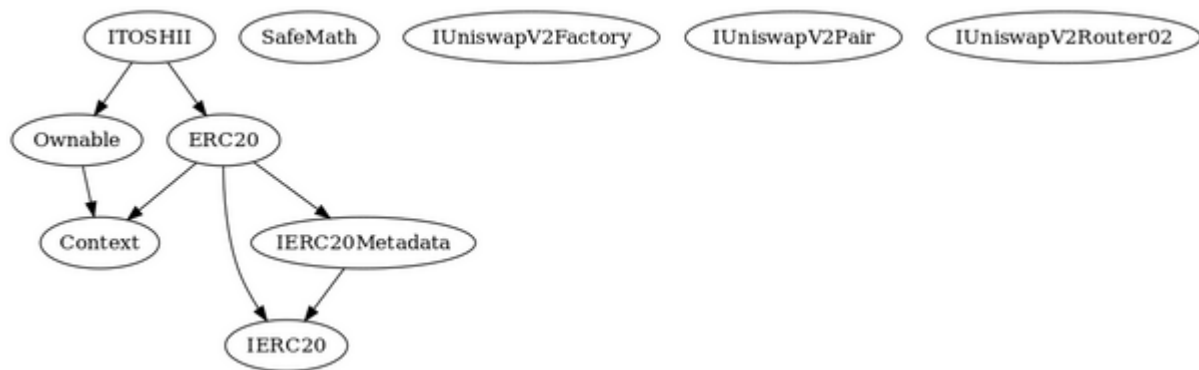 ITOSHII
SafeMath
IUniswapV2Factory
IUniswapV2Pair
IUniswapV2Router02
Ownable
ERC20
Context
IERC20Metadata
IERC20